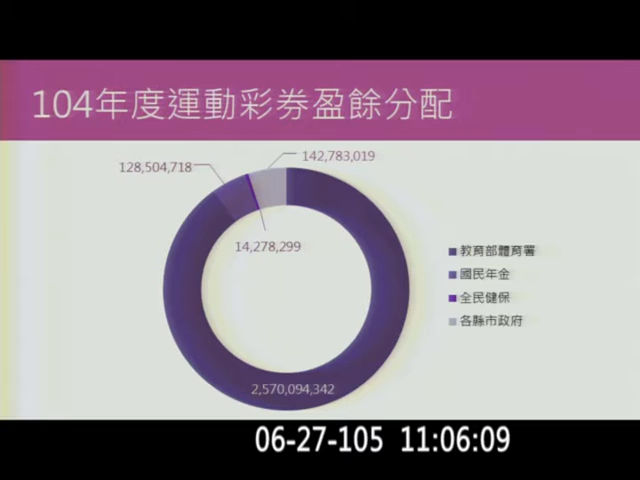 104年度運動彩券盈餘分配
128,504,718
142,783,019
14,278,299
2,570,094,342
教育部體育署
國民年金
全民健保
各縣市政府
06-27-105 11:06:09